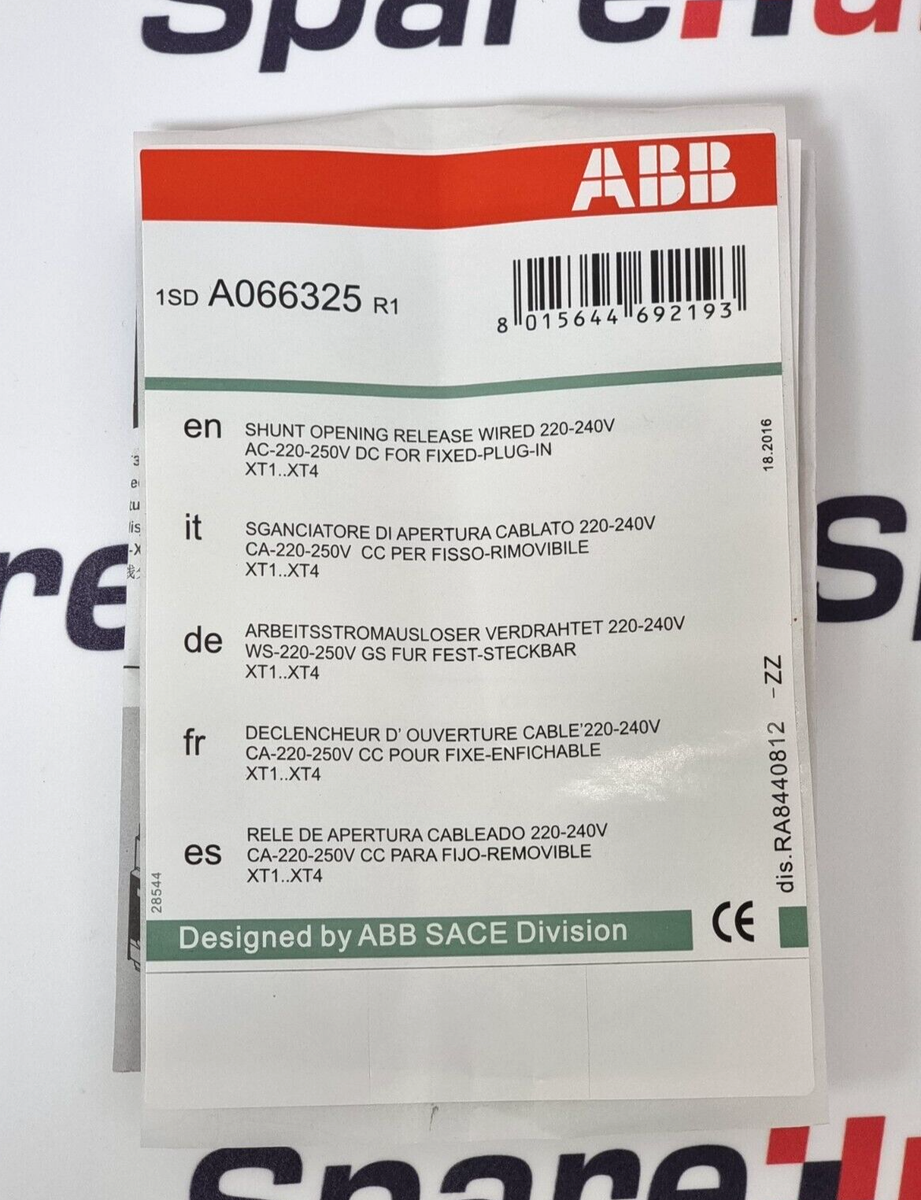 ABB
1SD A066325 R1
8 015644 692193
en
SHUNT OPENING RELEASE WIRED 220-240V
AC-220-250V DC FOR FIXED-PLUG-IN
XT1..XT4
18.2016
it
SGANCIATORE DI APERTURA CABLATO 220-240V
CA-220-250V CC PER FISSO-RIMOVIBILE
XT1..XT4
de
ARBEITSSTROMAUSLOSER VERDRAHTET 220-240V
WS-220-250V GS FUR FEST-STECKBAR
XT1..XT4
fr
DECLENCHEUR D' OUVERTURE CABLE'220-240V
CA-220-250V CC POUR FIXE-ENFICHABLE
XT1..XT4
es
RELE DE APERTURA CABLEADO 220-240V
CA-220-250V CC PARA FIJO-REMOVIBLE
XT1..XT4
dis.RA8440812 -ZZ
28544
Designed by ABB SACE Division
CE
Spare